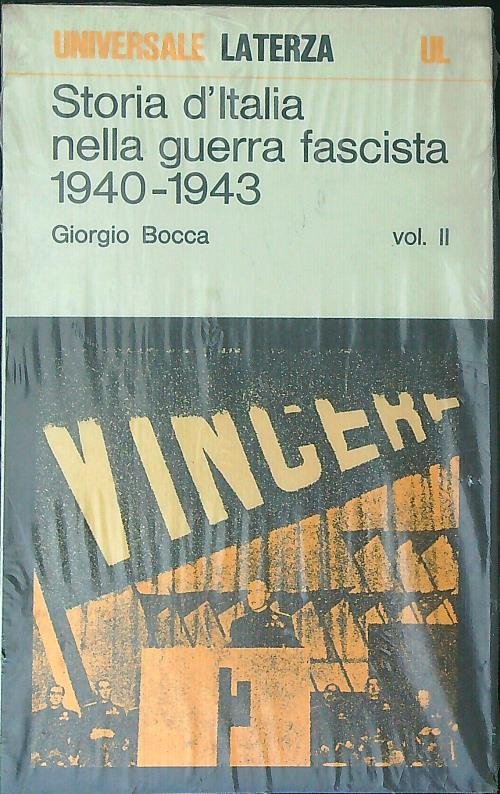 UNIVERSALE LATERZA UL
Storia d'Italia
nella guerra fascista
1940-1943
Giorgio Bocca vol. II
VINCERE